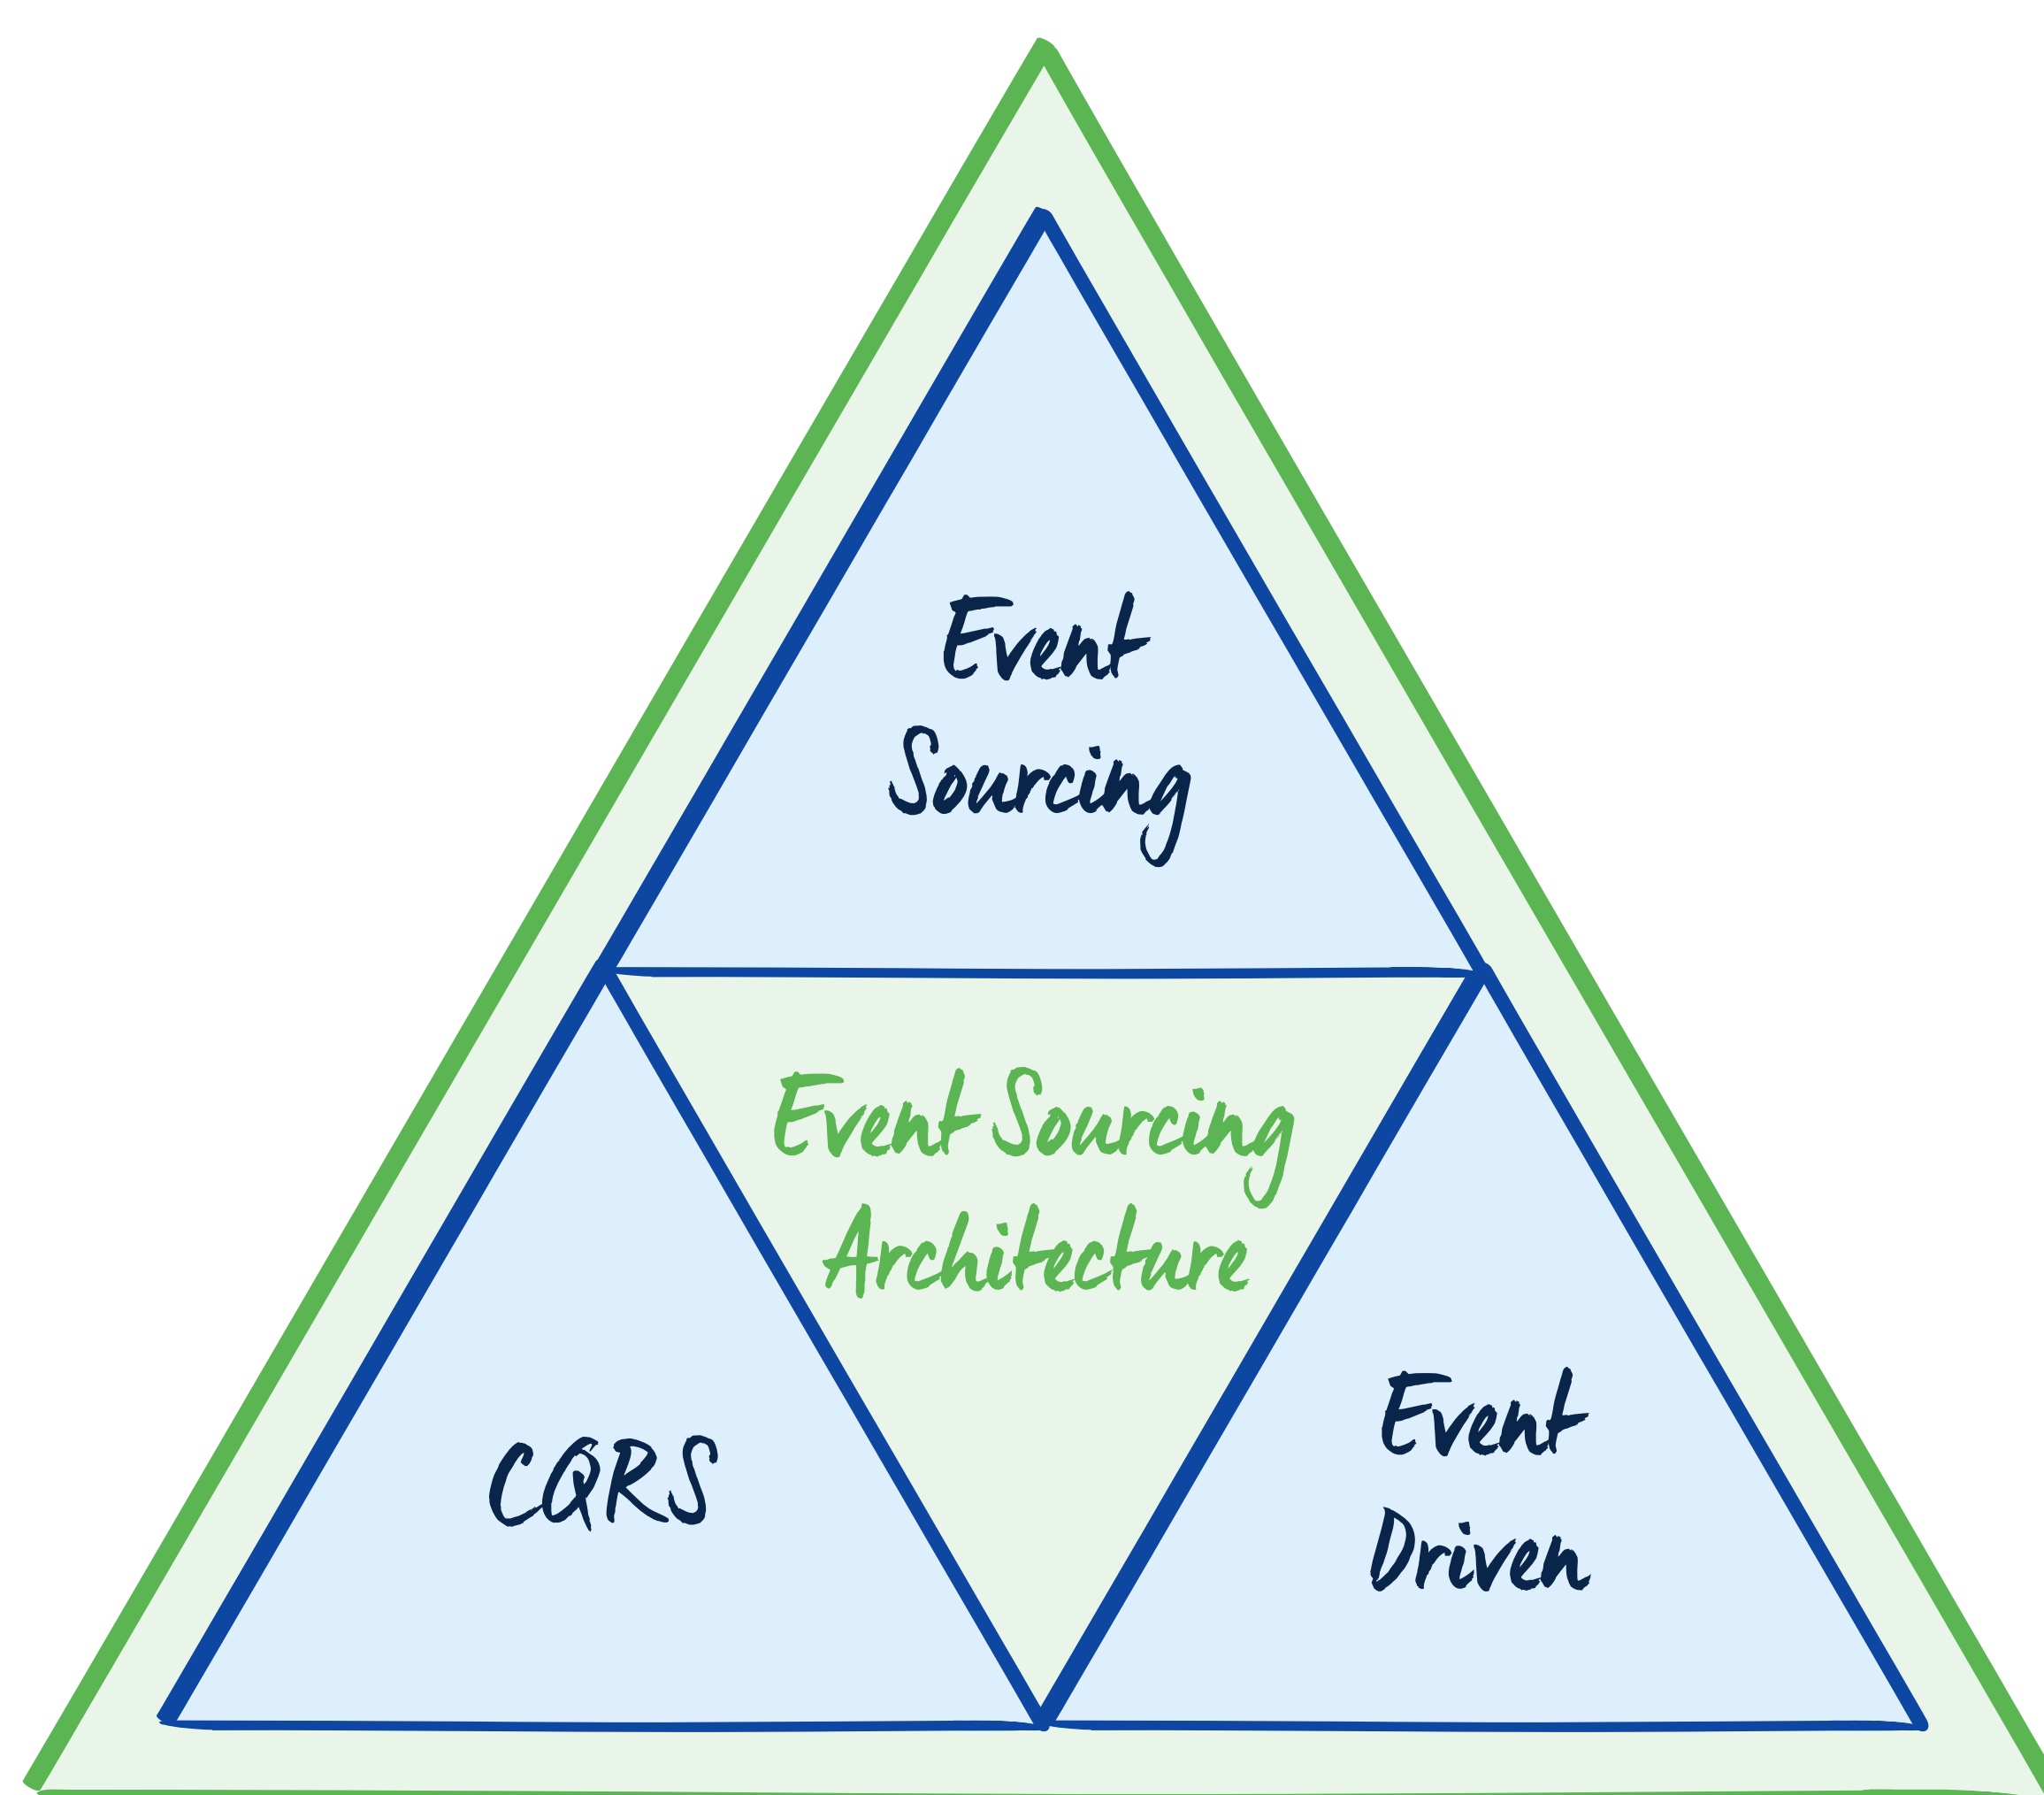 Event
Sourcing
Event Sourcing
Architecture
CQRS
Event
Driven